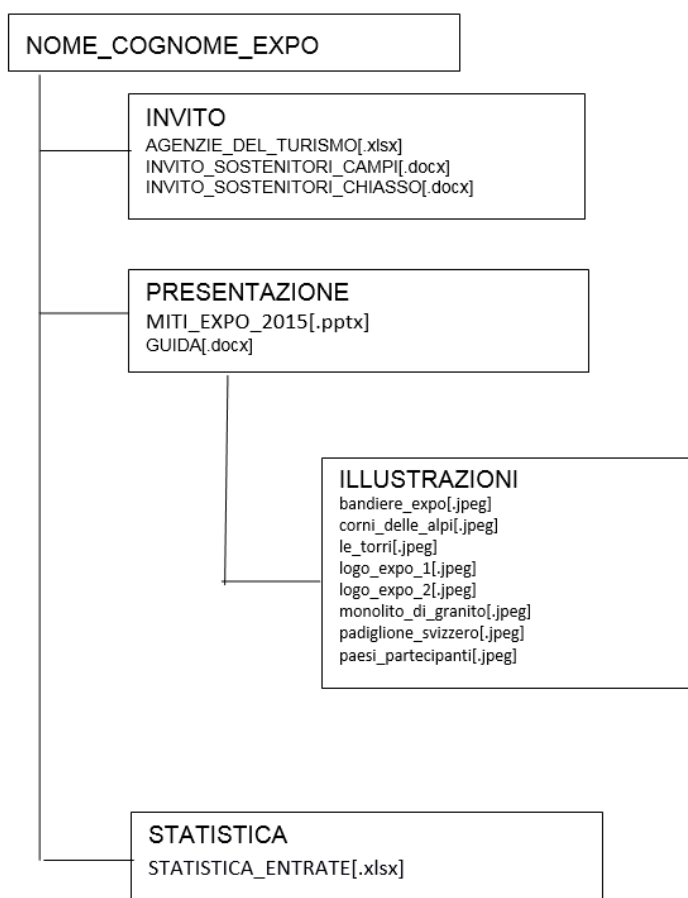 NOME_COGNOME_EXPO
INVITO
AGENZIE_DEL_TURISMO[.xlsx]
INVITO_SOSTENITORI_CAMPI[.docx]
INVITO_SOSTENITORI_CHIASSO[.docx]
PRESENTAZIONE
MITI_EXPO_2015[.pptx]
GUIDA[.docx]
ILLUSTRAZIONI
bandiere_expo[.jpeg]
corni_delle_alpi[.jpeg]
le_torri[.jpeg]
logo_expo_1[.jpeg]
logo_expo_2[.jpeg]
monolito_di_granito[.jpeg]
padiglione_svizzero[.jpeg]
paesi_partecipanti[.jpeg]
STATISTICA
STATISTICA_ENTRATE[.xlsx]